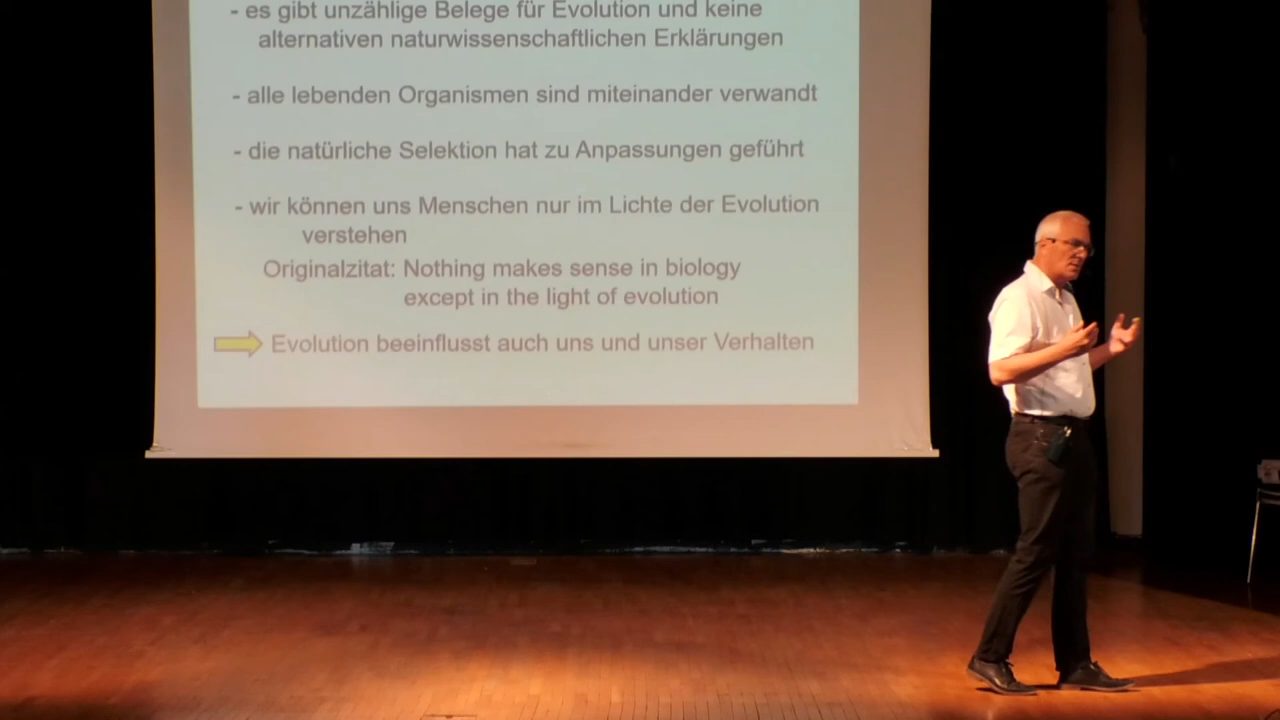 - es gibt unzählige Belege für Evolution und keine
alternativen naturwissenschaftlichen Erklärungen
- alle lebenden Organismen sind miteinander verwandt
- die natürliche Selektion hat zu Anpassungen geführt
- wir können uns Menschen nur im Lichte der Evolution
verstehen
Originalzitat: Nothing makes sense in biology
except in the light of evolution
Evolution beeinflusst auch uns und unser Verhalten